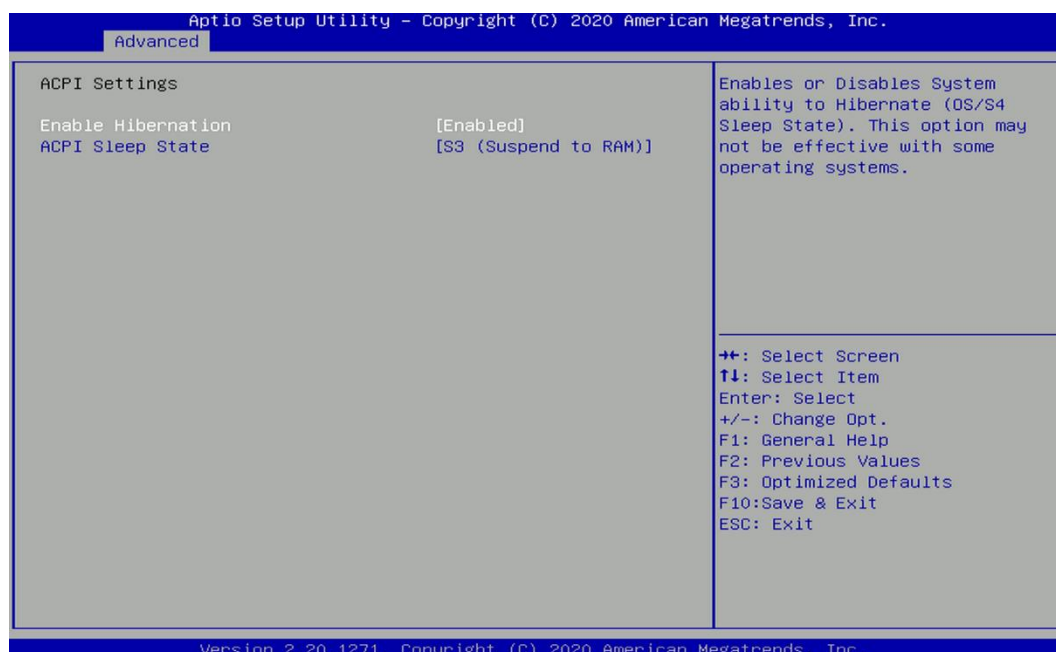 Aptio Setup Utility – Copyright (C) 2020 American Megatrends, Inc.
Advanced
ACPI Settings
Enable Hibernation [Enabled]
ACPI Sleep State [S3 (Suspend to RAM)]
Enables or Disables System
ability to Hibernate (OS/S4
Sleep State). This option may
not be effective with some
operating systems.
→←: Select Screen
↑↓: Select Item
Enter: Select
+/-: Change Opt.
F1: General Help
F2: Previous Values
F3: Optimized Defaults
F10:Save & Exit
ESC: Exit
Version 2.20.1271. Copyright (C) 2020 American Megatrends, Inc.